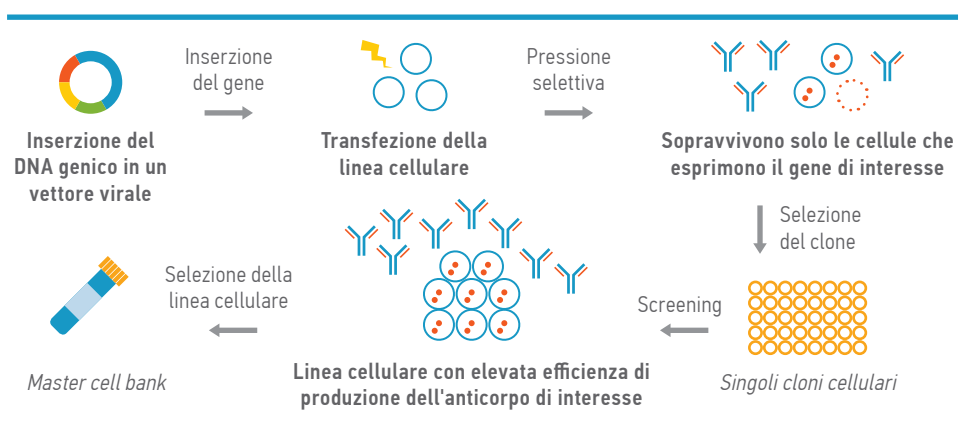 Inserzione
del gene
Pressione
selettiva
Inserzione del
DNA genico in un
vettore virale
Transfezione della
linea cellulare
Sopravvivono solo le cellule che
esprimono il gene di interesse
Selezione
del clone
Selezione della
linea cellulare
Screening
Master cell bank
Linea cellulare con elevata efficienza di
produzione dell'anticorpo di interesse
Singoli cloni cellulari